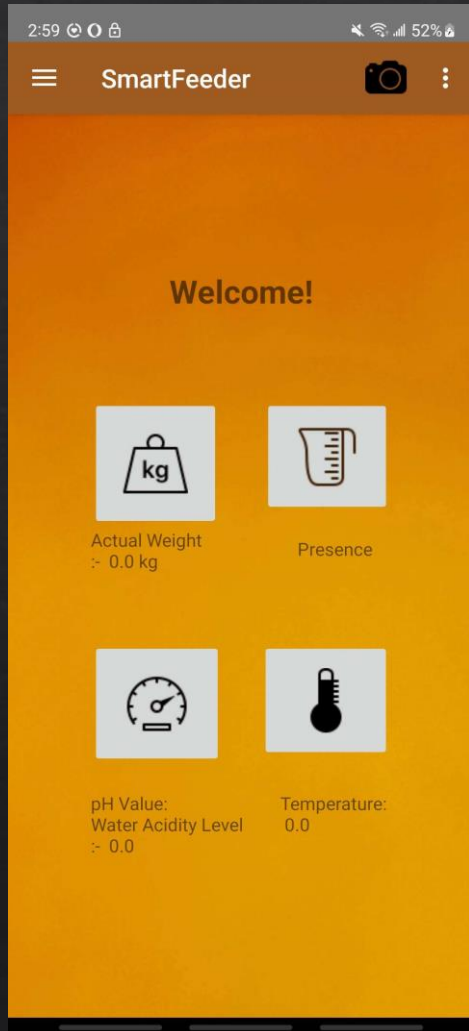 2:59 52%
SmartFeeder
Welcome!
kg
Actual Weight
:- 0.0 kg
Presence
pH Value:
Water Acidity Level
:- 0.0
Temperature:
0.0